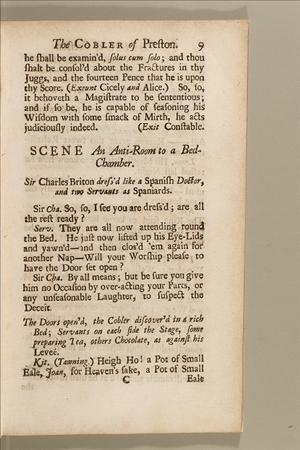 The COBLER of Preston. 9
he ſhall be examin'd, ſolus cum ſolo; and thou
ſhalt be conſol'd about the Fractures in thy
Juggs, and the fourteen Pence that he is upon
thy Score. (Exeunt Cicely and Alice.) So, ſo,
it behoveth a Magiſtrate to be ſententious;
and if ſo be, he is capable of ſeaſoning his
Wiſdom with ſome ſmack of Mirth, he acts
judiciouſly indeed. (Exit Conſtable.
SCENE An Anti-Room to a Bed-
Chamber.
Sir Charles Briton dreſs'd like a Spaniſh Doctor,
and two Servants as Spaniards.
Sir Cha. So, ſo, I ſee you are dreſs'd; are all
the reſt ready?
Serv. They are all now attending round
the Bed. He juſt now lifted up his Eye-Lids
and yawn'd—and then clos'd 'em again for
another Nap—Will your Worſhip pleaſe to
have the Door ſet open?
Sir Cha. By all means; but be ſure you give
him no Occaſion by over-acting your Parts, or
any unſeaſonable Laughter, to ſuſpect the
Deceit.
The Doors open'd, the Cobler diſcover'd in a rich
Bed; Servants on each ſide the Stage, ſome
preparing Tea, others Chocolate, as againſt his
Leveé.
Kit. (Yawning.) Heigh Ho! a Pot of Small
Eale, Joan, for Heaven's ſake, a Pot of Small
C Eale